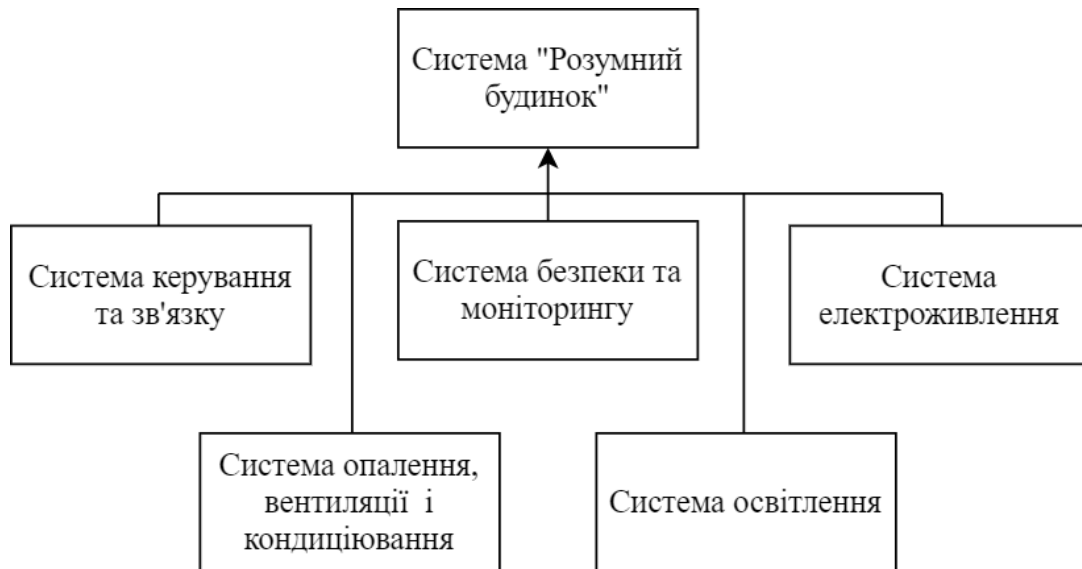 Система "Розумний
будинок"
Система керування
та зв'язку
Система безпеки та
моніторингу
Система
електроживлення
Система опалення,
вентиляції і
кондиціювання
Система освітлення